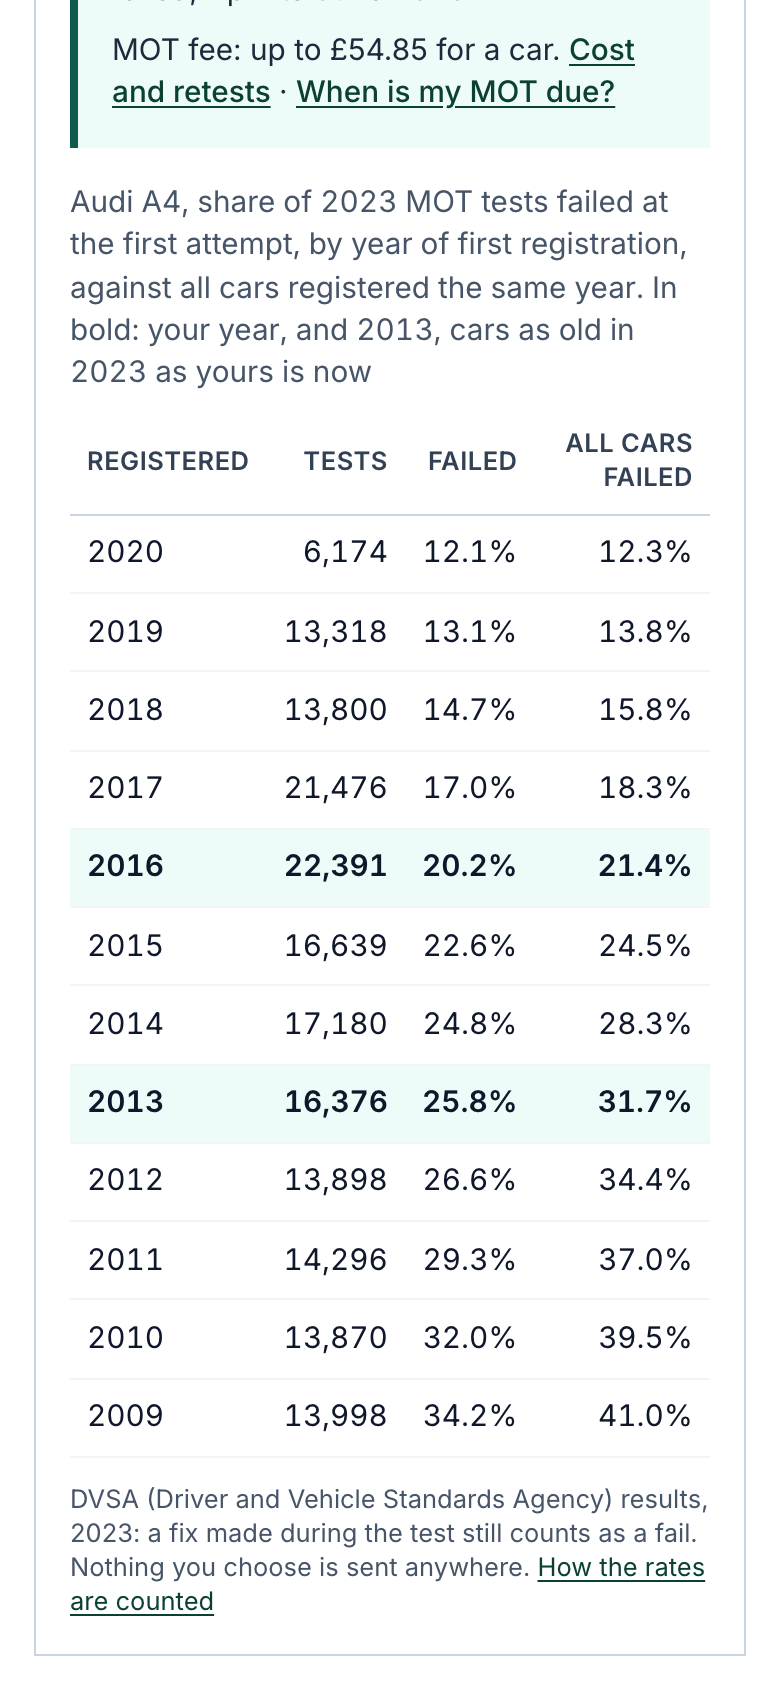 MOT fee: up to £54.85 for a car. Cost
and retests · When is my MOT due?
Audi A4, share of 2023 MOT tests failed at
the first attempt, by year of first registration,
against all cars registered the same year. In
bold: your year, and 2013, cars as old in
2023 as yours is now
REGISTERED TESTS FAILED ALL CARS FAILED
2020 6,174 12.1% 12.3%
2019 13,318 13.1% 13.8%
2018 13,800 14.7% 15.8%
2017 21,476 17.0% 18.3%
2016 22,391 20.2% 21.4%
2015 16,639 22.6% 24.5%
2014 17,180 24.8% 28.3%
2013 16,376 25.8% 31.7%
2012 13,898 26.6% 34.4%
2011 14,296 29.3% 37.0%
2010 13,870 32.0% 39.5%
2009 13,998 34.2% 41.0%
DVSA (Driver and Vehicle Standards Agency) results,
2023: a fix made during the test still counts as a fail.
Nothing you choose is sent anywhere. How the rates
are counted